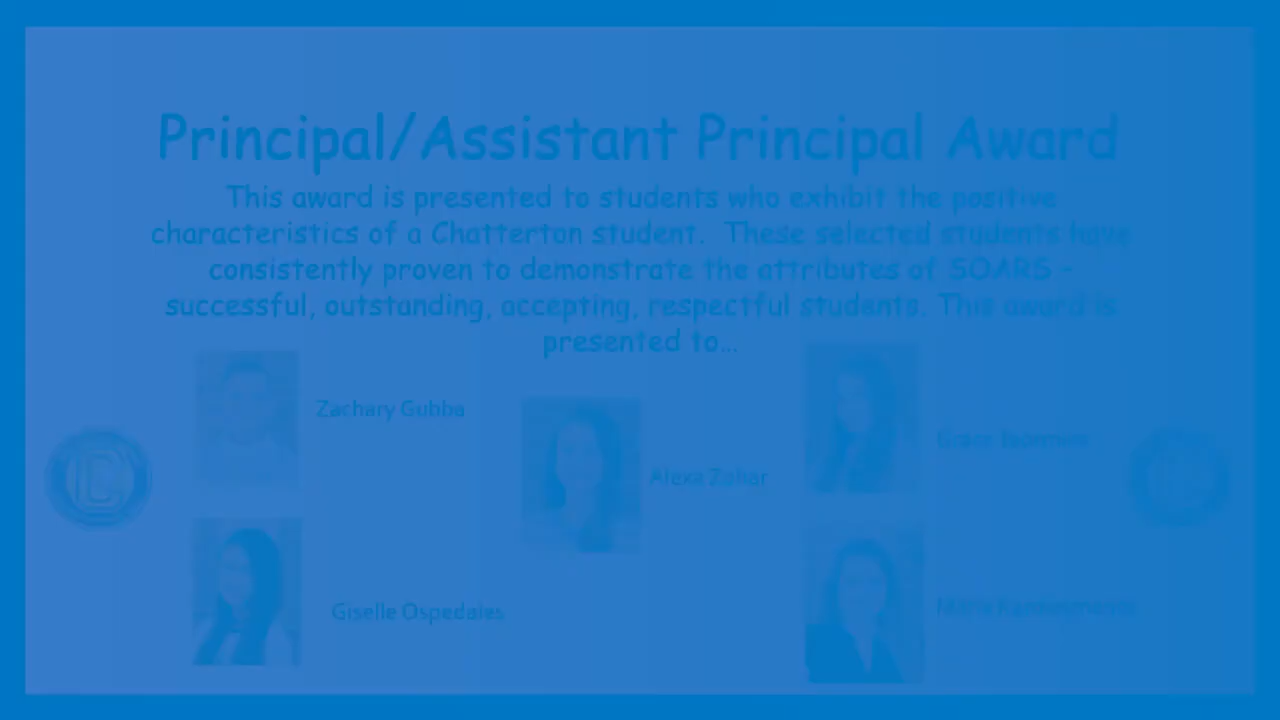 Principal/Assistant Principal Award
This award is presented to students who exhibit the positive
characteristics of a Chatterton student. These selected students have
consistently proven to demonstrate the attributes of SOARS -
successful, outstanding, accepting, respectful students. This award is
presented to...
Zachary Gubba
Alexa Zohar
Grace
Giselle Ospedales
Maria